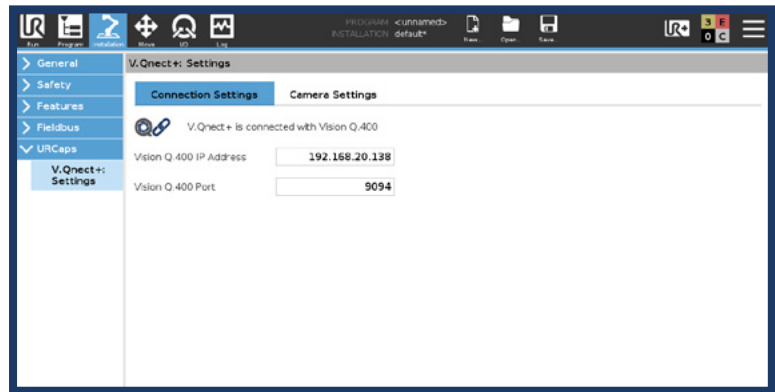 UR
PROGRAM <unnamed>
INSTALLATION default*
UR+
3 E
0 C
Run Program Installation Move I/O Log New... Open... Save...
General
V.Qnect+: Settings
Safety
Features
Fieldbus
URCaps
V.Qnect+:
Settings
Connection Settings Camera Settings
V.Qnect+ is connected with Vision Q.400
Vision Q.400 IP Address 192.168.20.138
Vision Q.400 Port 9094